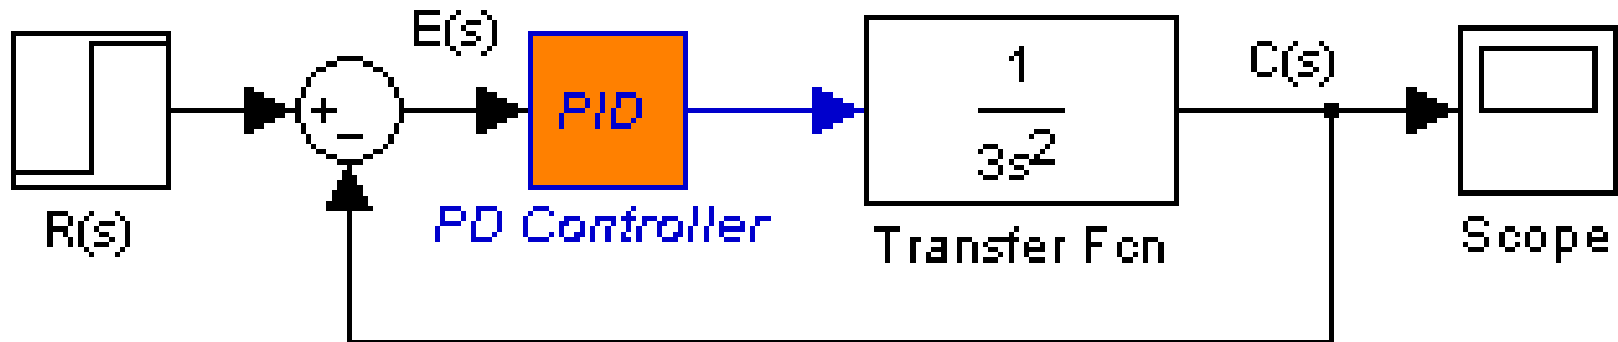 E(s)
C(s)
+
−
PID
1
3s²
R(s)
PD Controller
Transfer Fcn
Scope